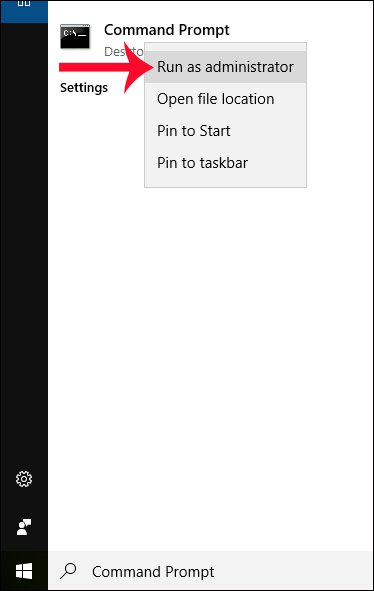 Command Prompt
Deskto
Run as administrator
Settings
Open file location
Pin to Start
Pin to taskbar
Command Prompt